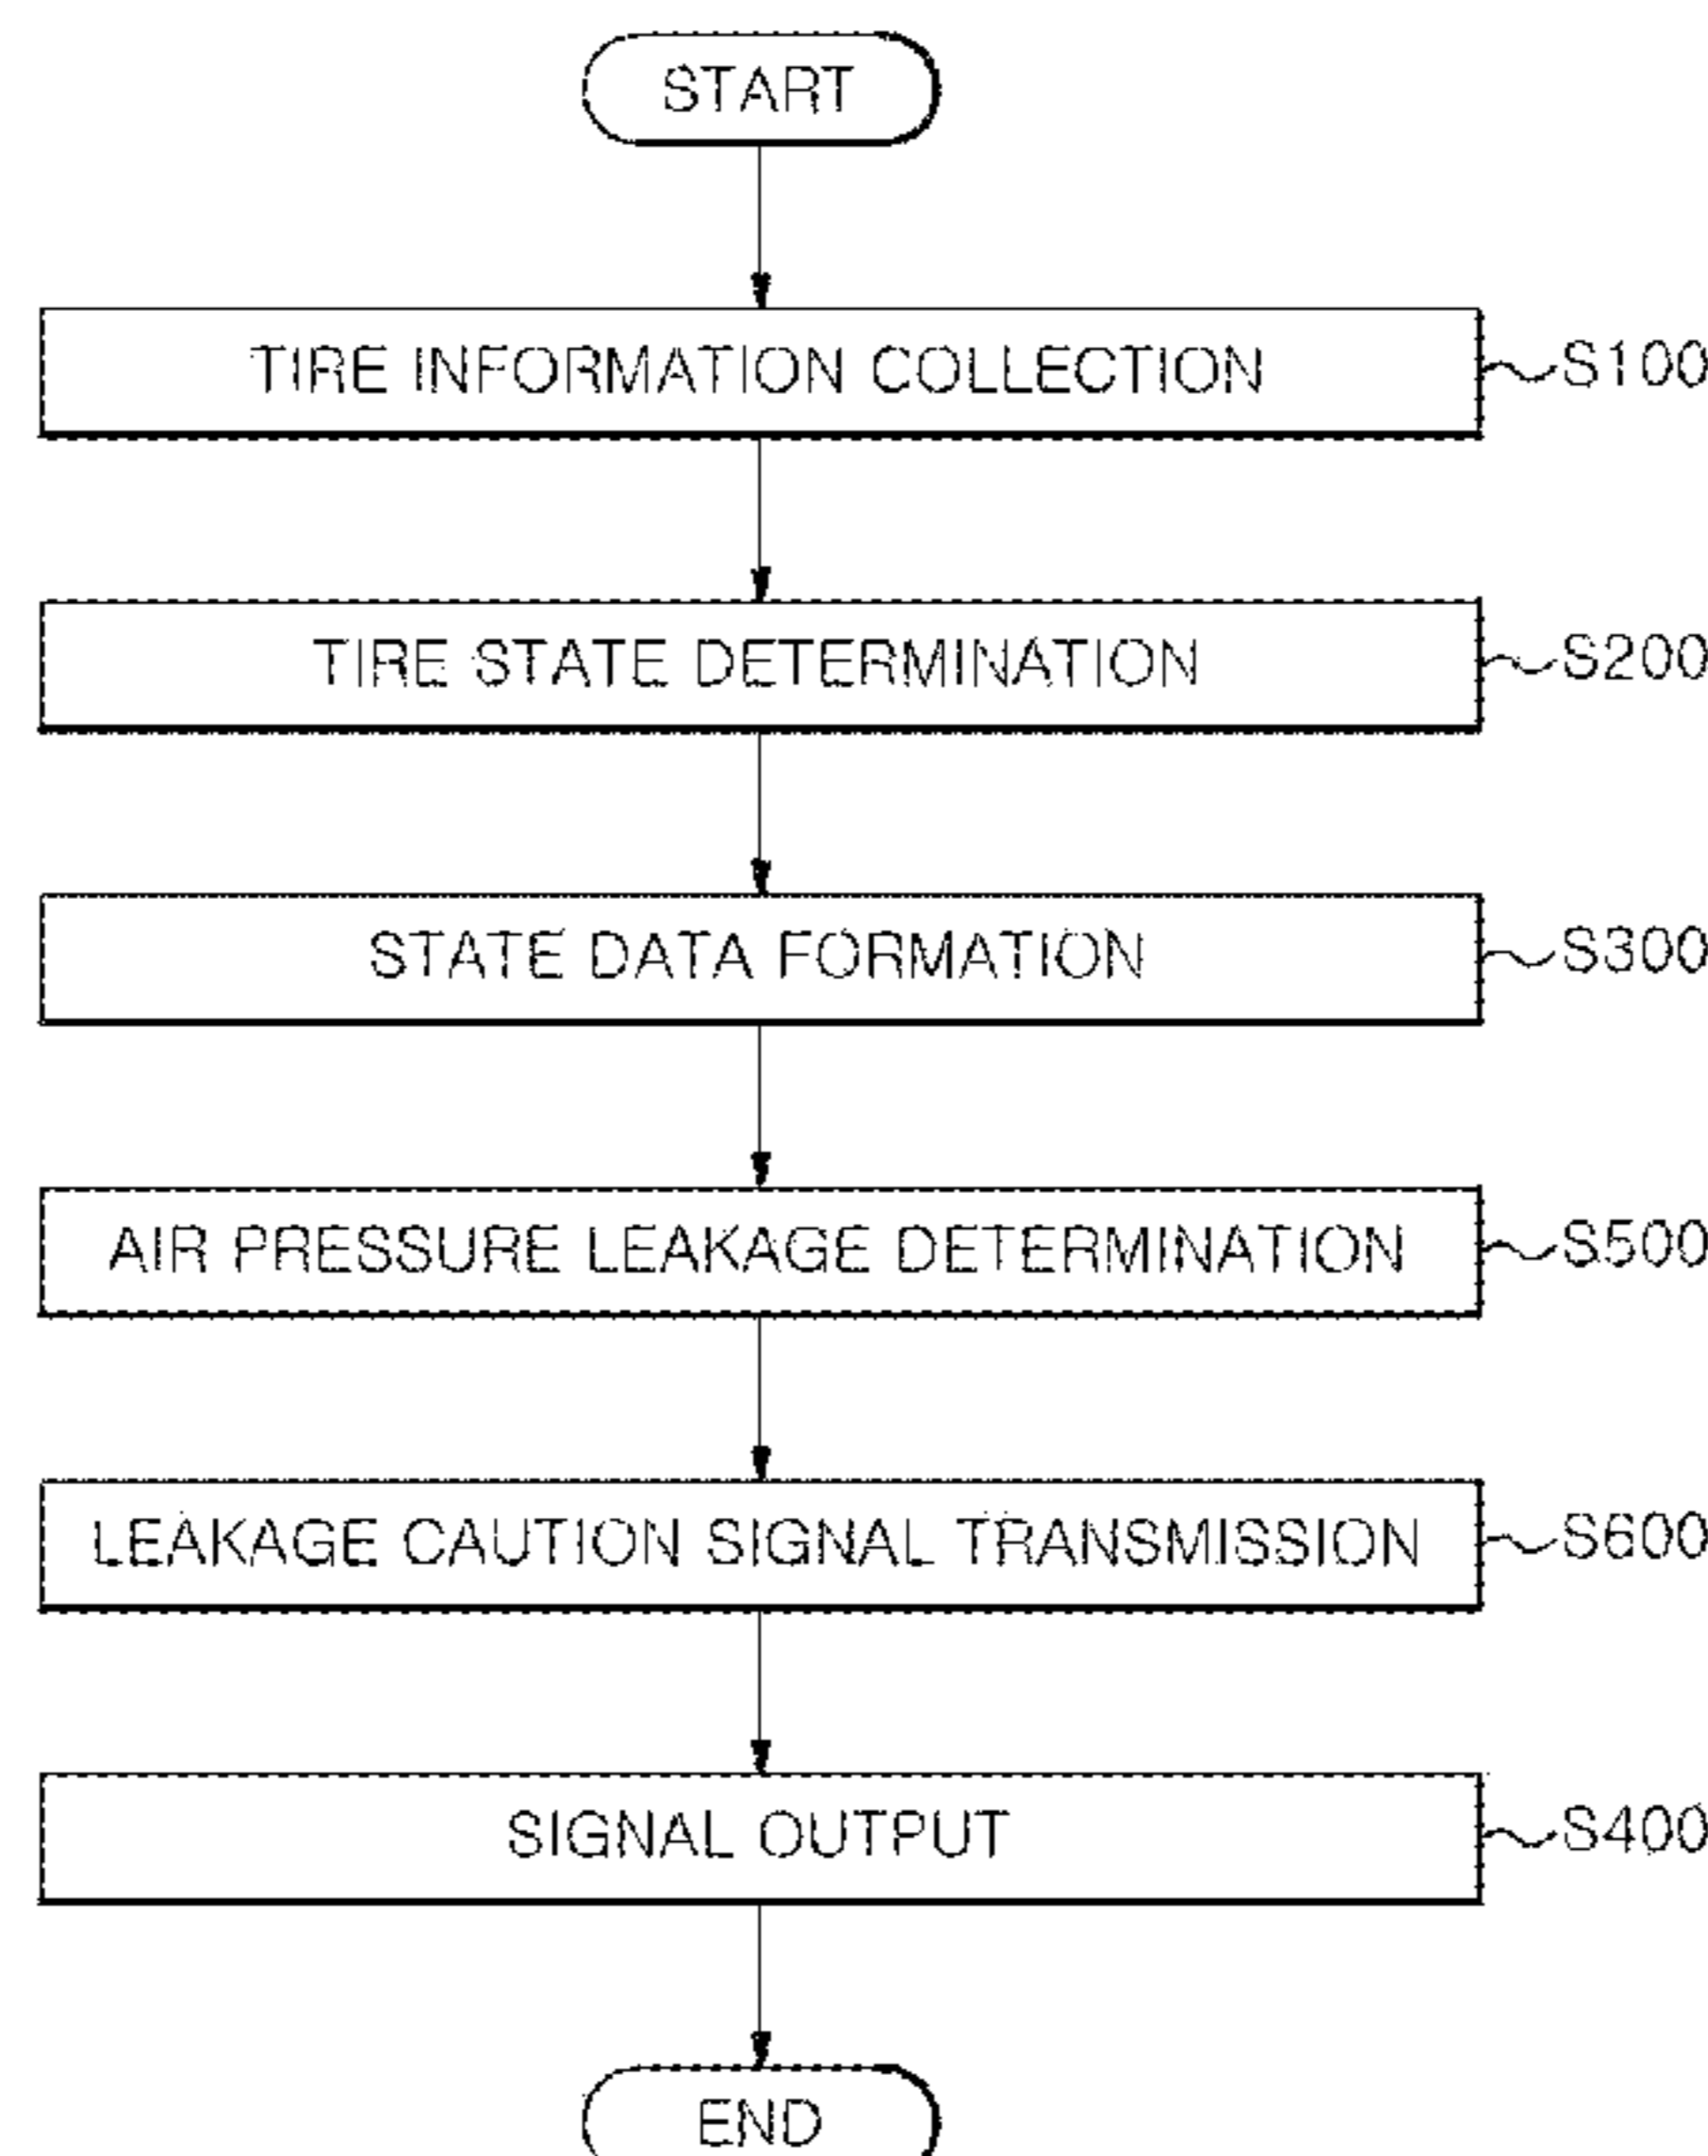 START
TIRE INFORMATION COLLECTION S100
TIRE STATE DETERMINATION S200
STATE DATA FORMATION S300
AIR PRESSURE LEAKAGE DETERMINATION S500
LEAKAGE CAUTION SIGNAL TRANSMISSION S600
SIGNAL OUTPUT S400
END